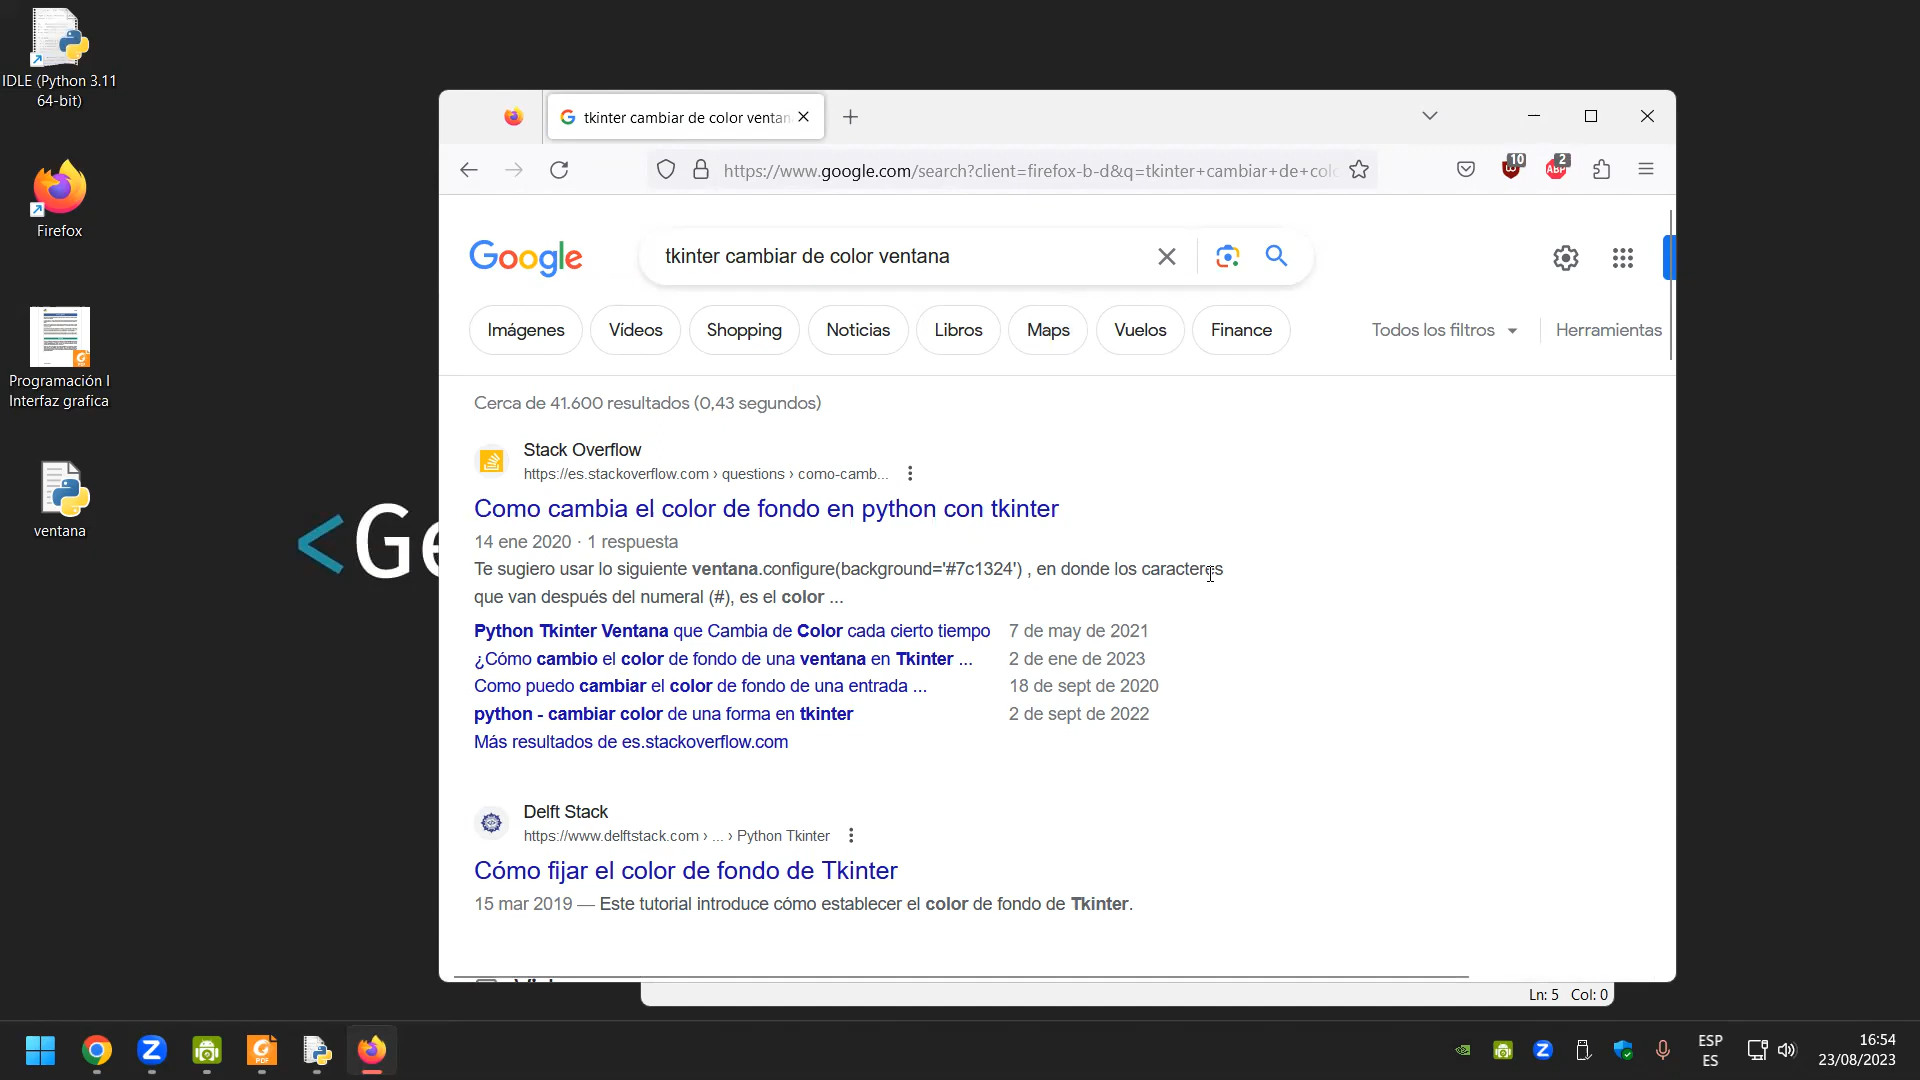 IDLE (Python 3.11
64-bit)
Firefox
Programación I
Interfaz grafica
ventana
<Ge
tkinter cambiar de color ventan
https://www.google.com/search?client=firefox-b-d&q=tkinter+cambiar+de+colo
10
2
ABP
Google
tkinter cambiar de color ventana
Imágenes
Videos
Shopping
Noticias
Libros
Maps
Vuelos
Finance
Todos los filtros
Herramientas
Cerca de 41.600 resultados (0,43 segundos)
Stack Overflow
https://es.stackoverflow.com › questions › como-camb...
Como cambia el color de fondo en python con tkinter
14 ene 2020 · 1 respuesta
Te sugiero usar lo siguiente ventana.configure(background='#7c1324') , en donde los caracteres
que van después del numeral (#), es el color ...
Python Tkinter Ventana que Cambia de Color cada cierto tiempo 7 de may de 2021
¿Cómo cambio el color de fondo de una ventana en Tkinter ... 2 de ene de 2023
Como puedo cambiar el color de fondo de una entrada ... 18 de sept de 2020
python - cambiar color de una forma en tkinter 2 de sept de 2022
Más resultados de es.stackoverflow.com
Delft Stack
https://www.delftstack.com › ... › Python Tkinter
Cómo fijar el color de fondo de Tkinter
15 mar 2019 — Este tutorial introduce cómo establecer el color de fondo de Tkinter.
Ln: 5 Col: 0
ESP
ES
16:54
23/08/2023